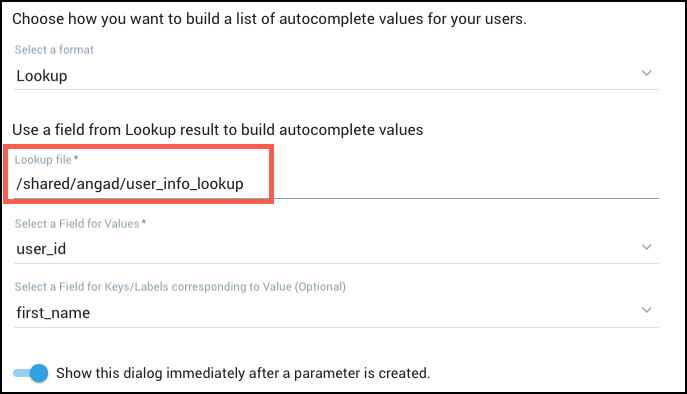 Choose how you want to build a list of autocomplete values for your users.
Select a format
Lookup
Use a field from Lookup result to build autocomplete values
Lookup file *
/shared/angad/user_info_lookup
Select a Field for Values *
user_id
Select a Field for Keys/Labels corresponding to Value (Optional)
first_name
Show this dialog immediately after a parameter is created.